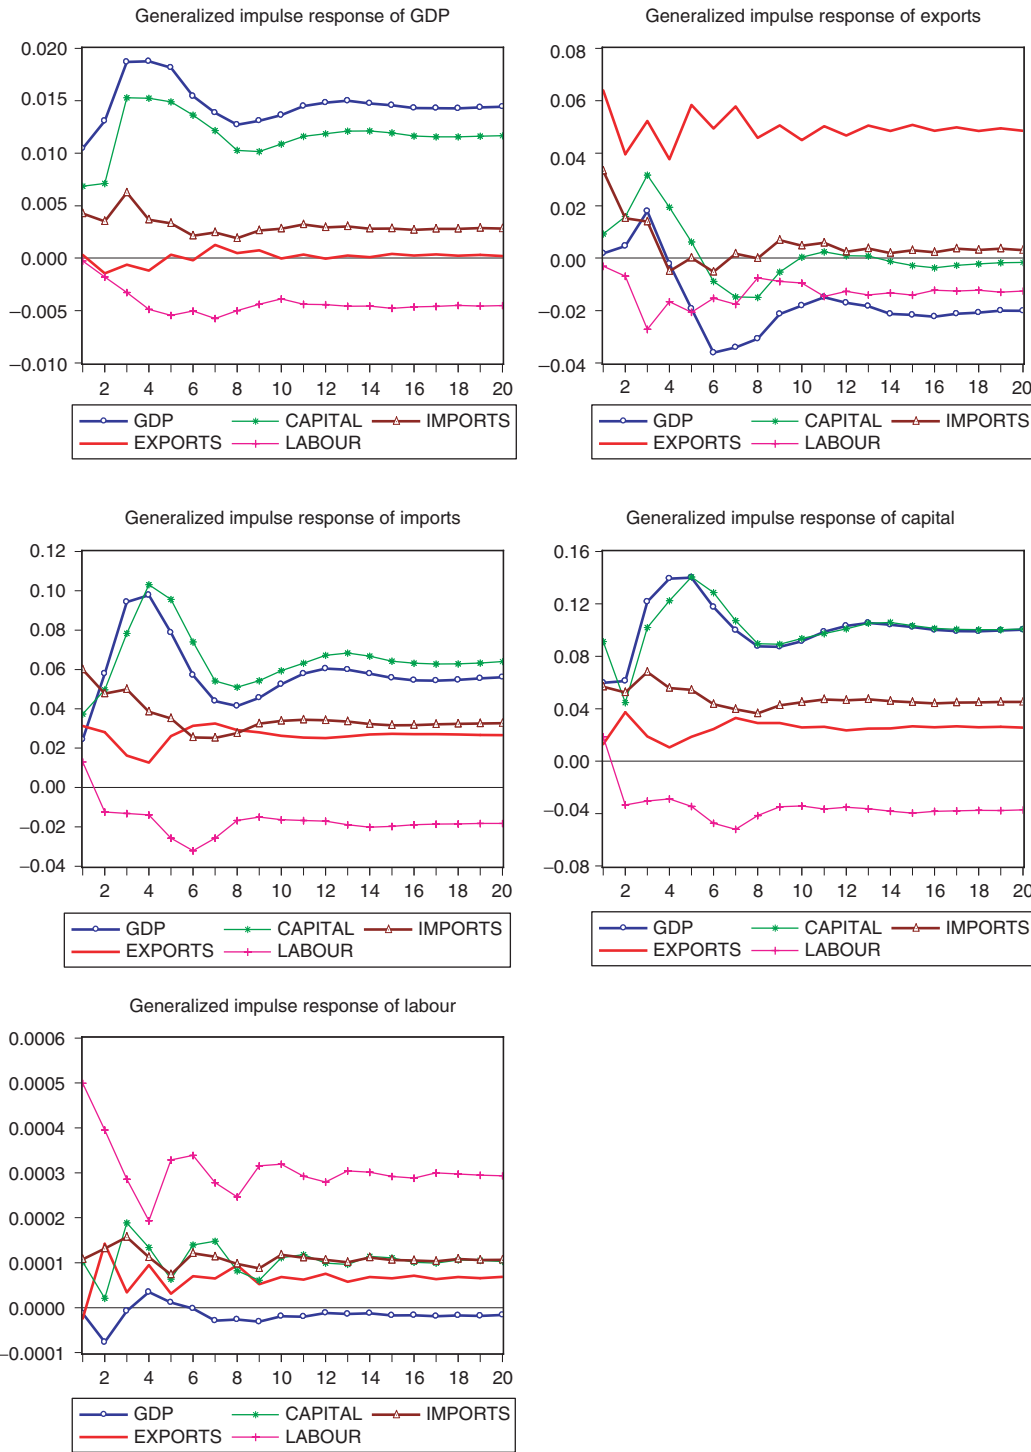 Generalized impulse response of GDP
0.020
0.015
0.010
0.005
0.000
−0.005
−0.010
2 4 6 8 10 12 14 16 18 20
GDP CAPITAL IMPORTS
EXPORTS LABOUR
Generalized impulse response of exports
0.08
0.06
0.04
0.02
0.00
−0.02
−0.04
2 4 6 8 10 12 14 16 18 20
GDP CAPITAL IMPORTS
EXPORTS LABOUR
Generalized impulse response of imports
0.12
0.10
0.08
0.06
0.04
0.02
0.00
−0.02
−0.04
2 4 6 8 10 12 14 16 18 20
GDP CAPITAL IMPORTS
EXPORTS LABOUR
Generalized impulse response of capital
0.16
0.12
0.08
0.04
0.00
−0.04
−0.08
2 4 6 8 10 12 14 16 18 20
GDP CAPITAL IMPORTS
EXPORTS LABOUR
Generalized impulse response of labour
0.0006
0.0005
0.0004
0.0003
0.0002
0.0001
0.0000
−0.0001
2 4 6 8 10 12 14 16 18 20
GDP CAPITAL IMPORTS
EXPORTS LABOUR